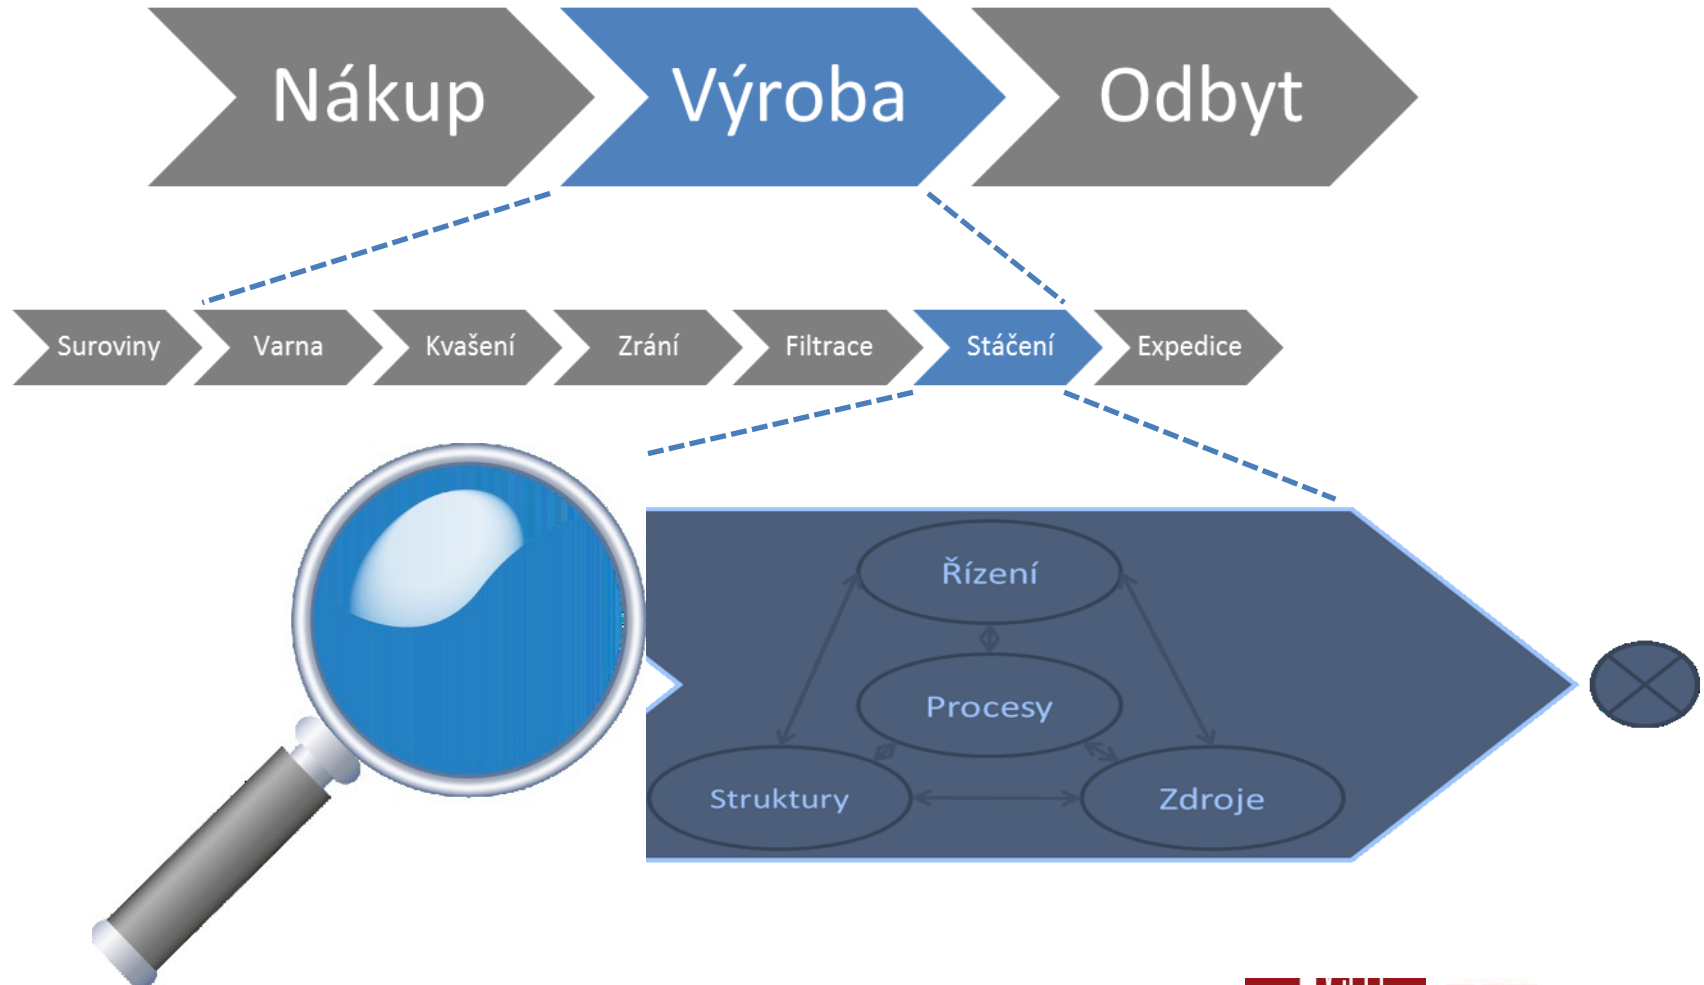 Nákup
Výroba
Odbyt
Suroviny
Varna
Kvašení
Zrání
Filtrace
Stáčení
Expedice
Řízení
Procesy
Struktury
Zdroje